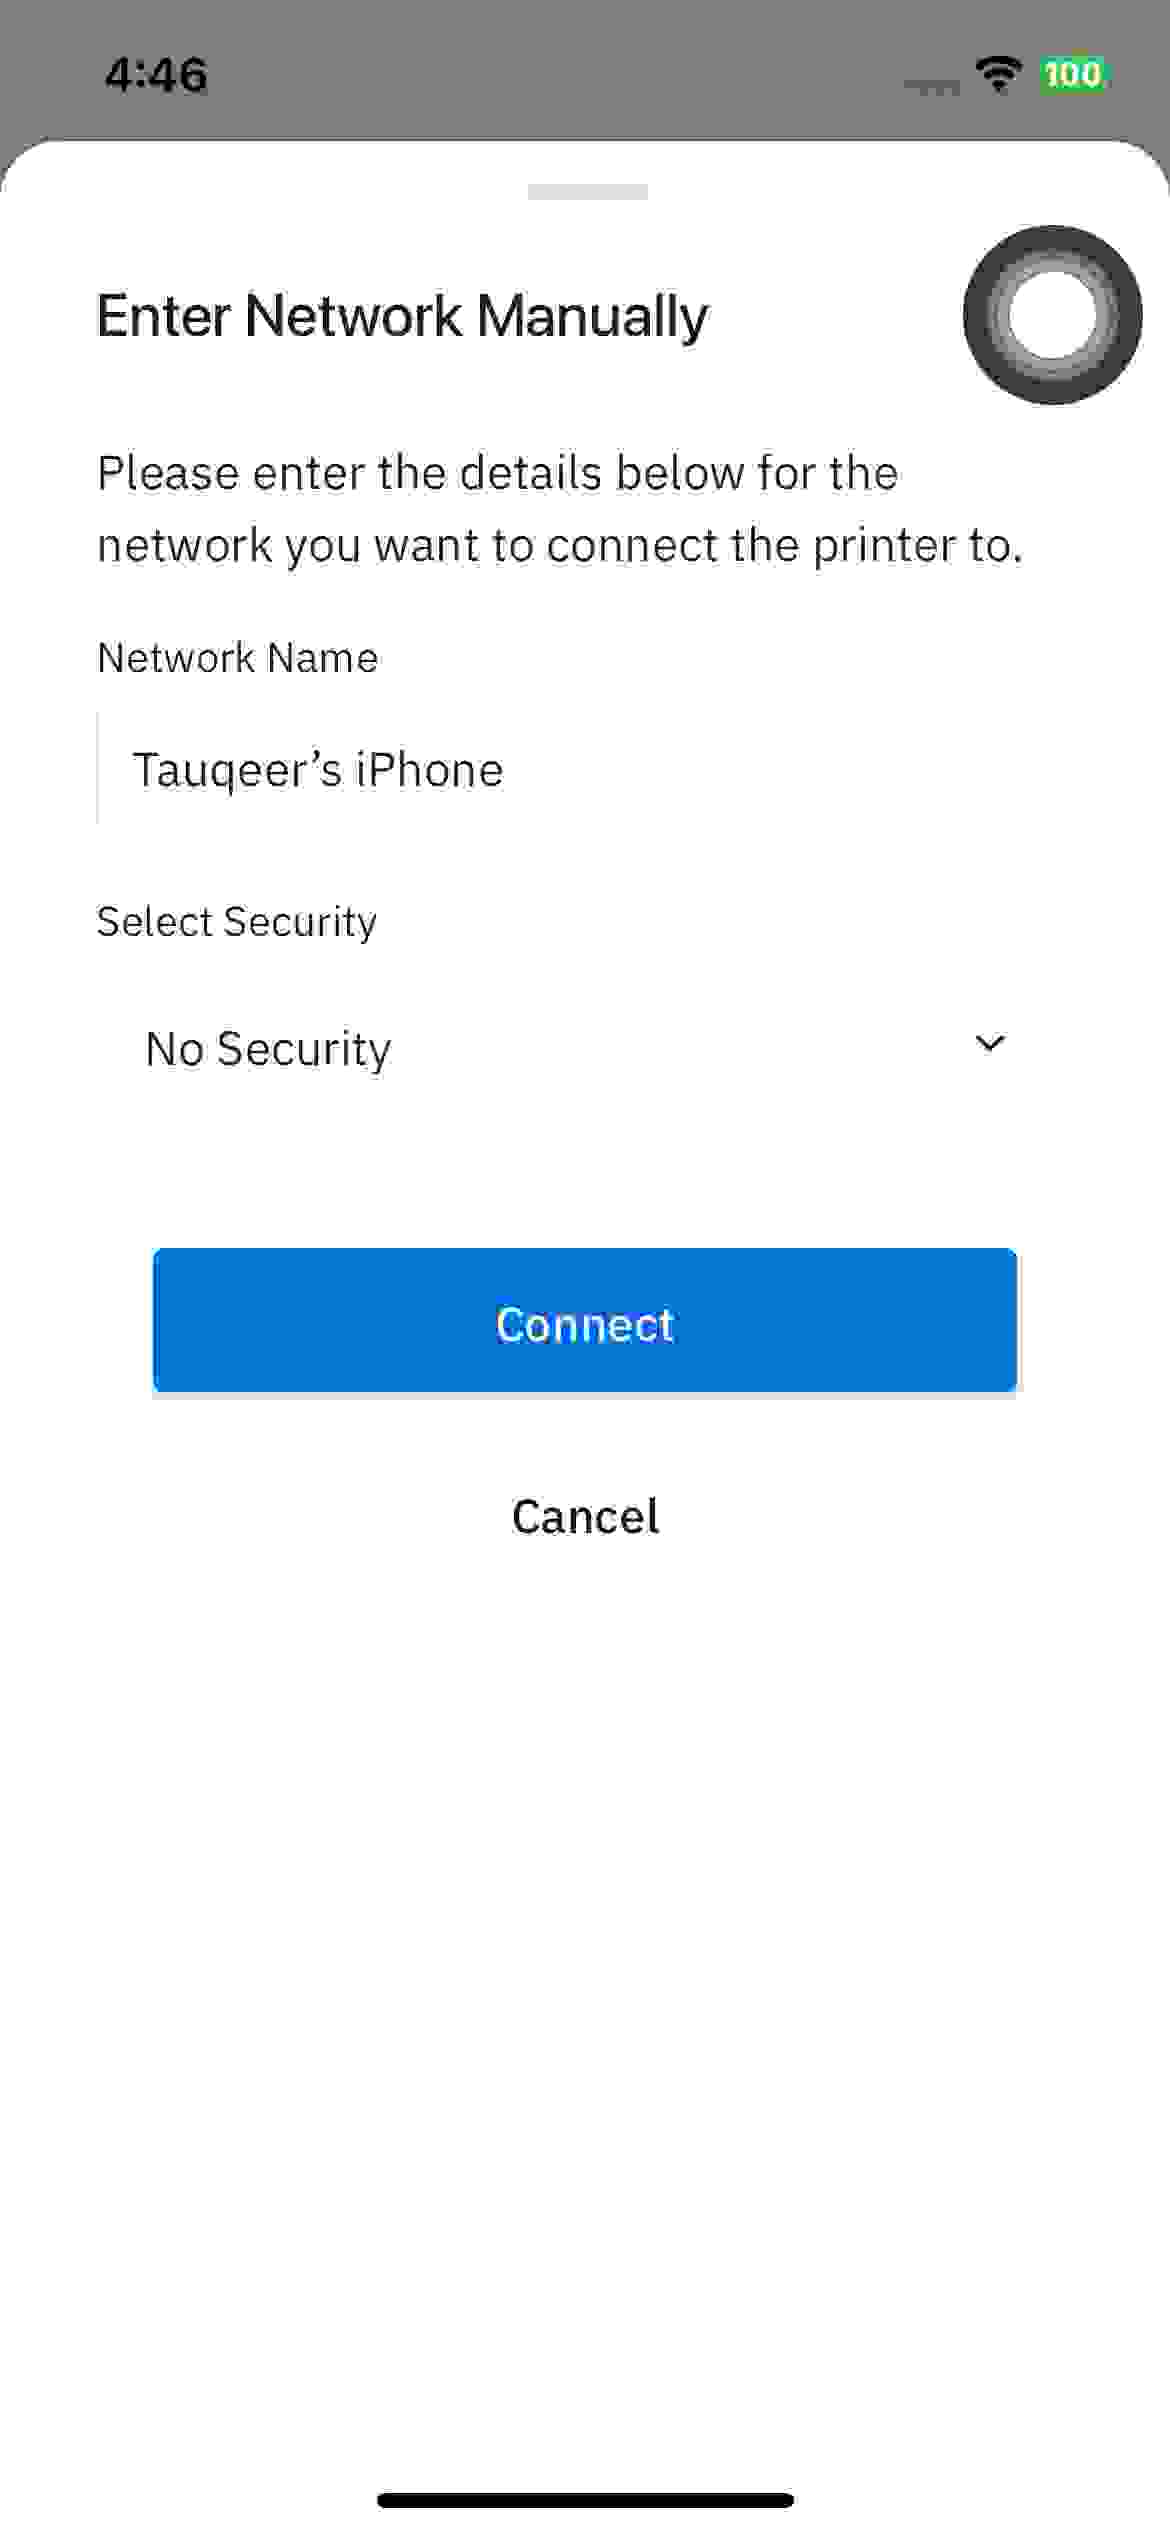 4:46
100
Enter Network Manually
Please enter the details below for the
network you want to connect the printer to.
Network Name
Tauqeer’s iPhone
Select Security
No Security
Connect
Cancel